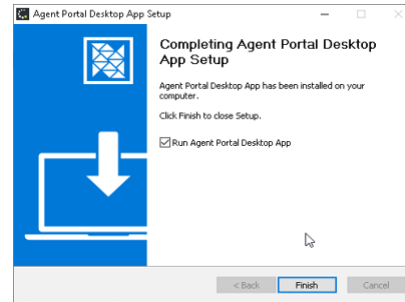 Agent Portal Desktop App Setup
Completing Agent Portal Desktop
App Setup
Agent Portal Desktop App has been installed on your
computer.
Click Finish to close Setup.
Run Agent Portal Desktop App
< Back Finish Cancel